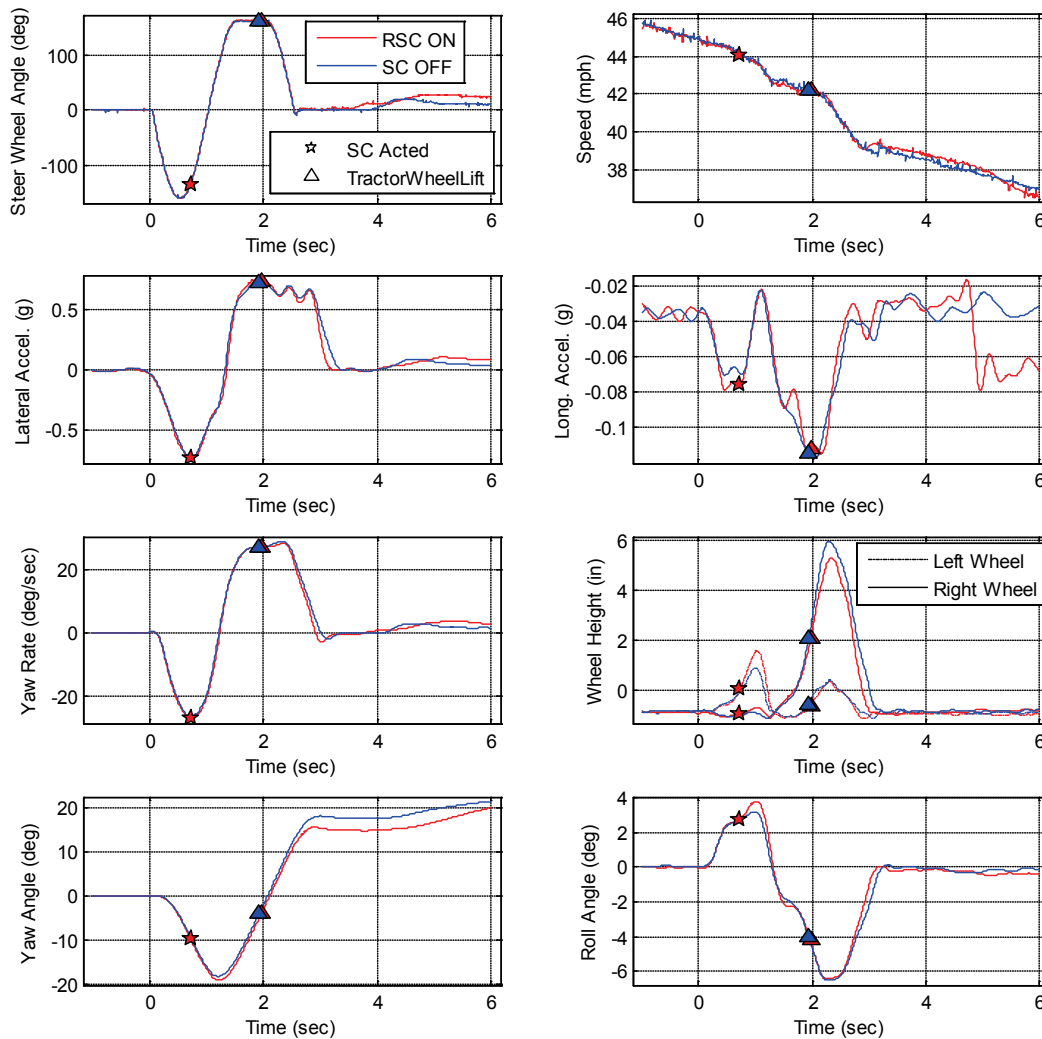 Steer Wheel Angle (deg)
100
0
-100
RSC ON
SC OFF
SC Acted
TractorWheelLift
0 2 4 6
Time (sec)
Speed (mph)
46
44
42
40
38
0 2 4 6
Time (sec)
Lateral Accel. (g)
0.5
0
-0.5
0 2 4 6
Time (sec)
Long. Accel. (g)
-0.02
-0.04
-0.06
-0.08
-0.1
0 2 4 6
Time (sec)
Yaw Rate (deg/sec)
20
0
-20
0 2 4 6
Time (sec)
Wheel Height (in)
6
4
2
0
Left Wheel
Right Wheel
0 2 4 6
Time (sec)
Yaw Angle (deg)
20
10
0
-10
-20
0 2 4 6
Time (sec)
Roll Angle (deg)
4
2
0
-2
-4
-6
0 2 4 6
Time (sec)